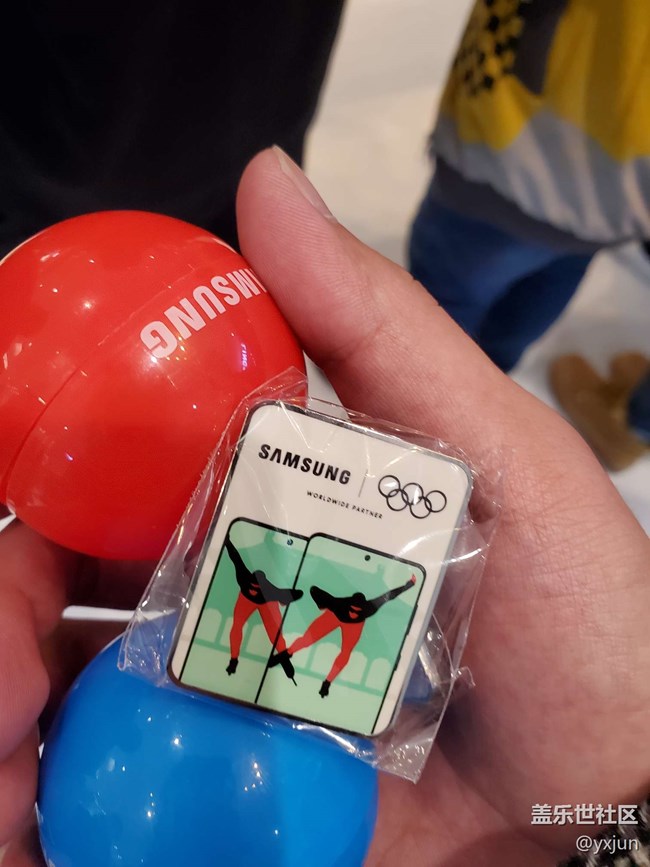 SAMSUNG
SAMSUNG
WORLDWIDE PARTNER
盖乐世社区
@yxjun